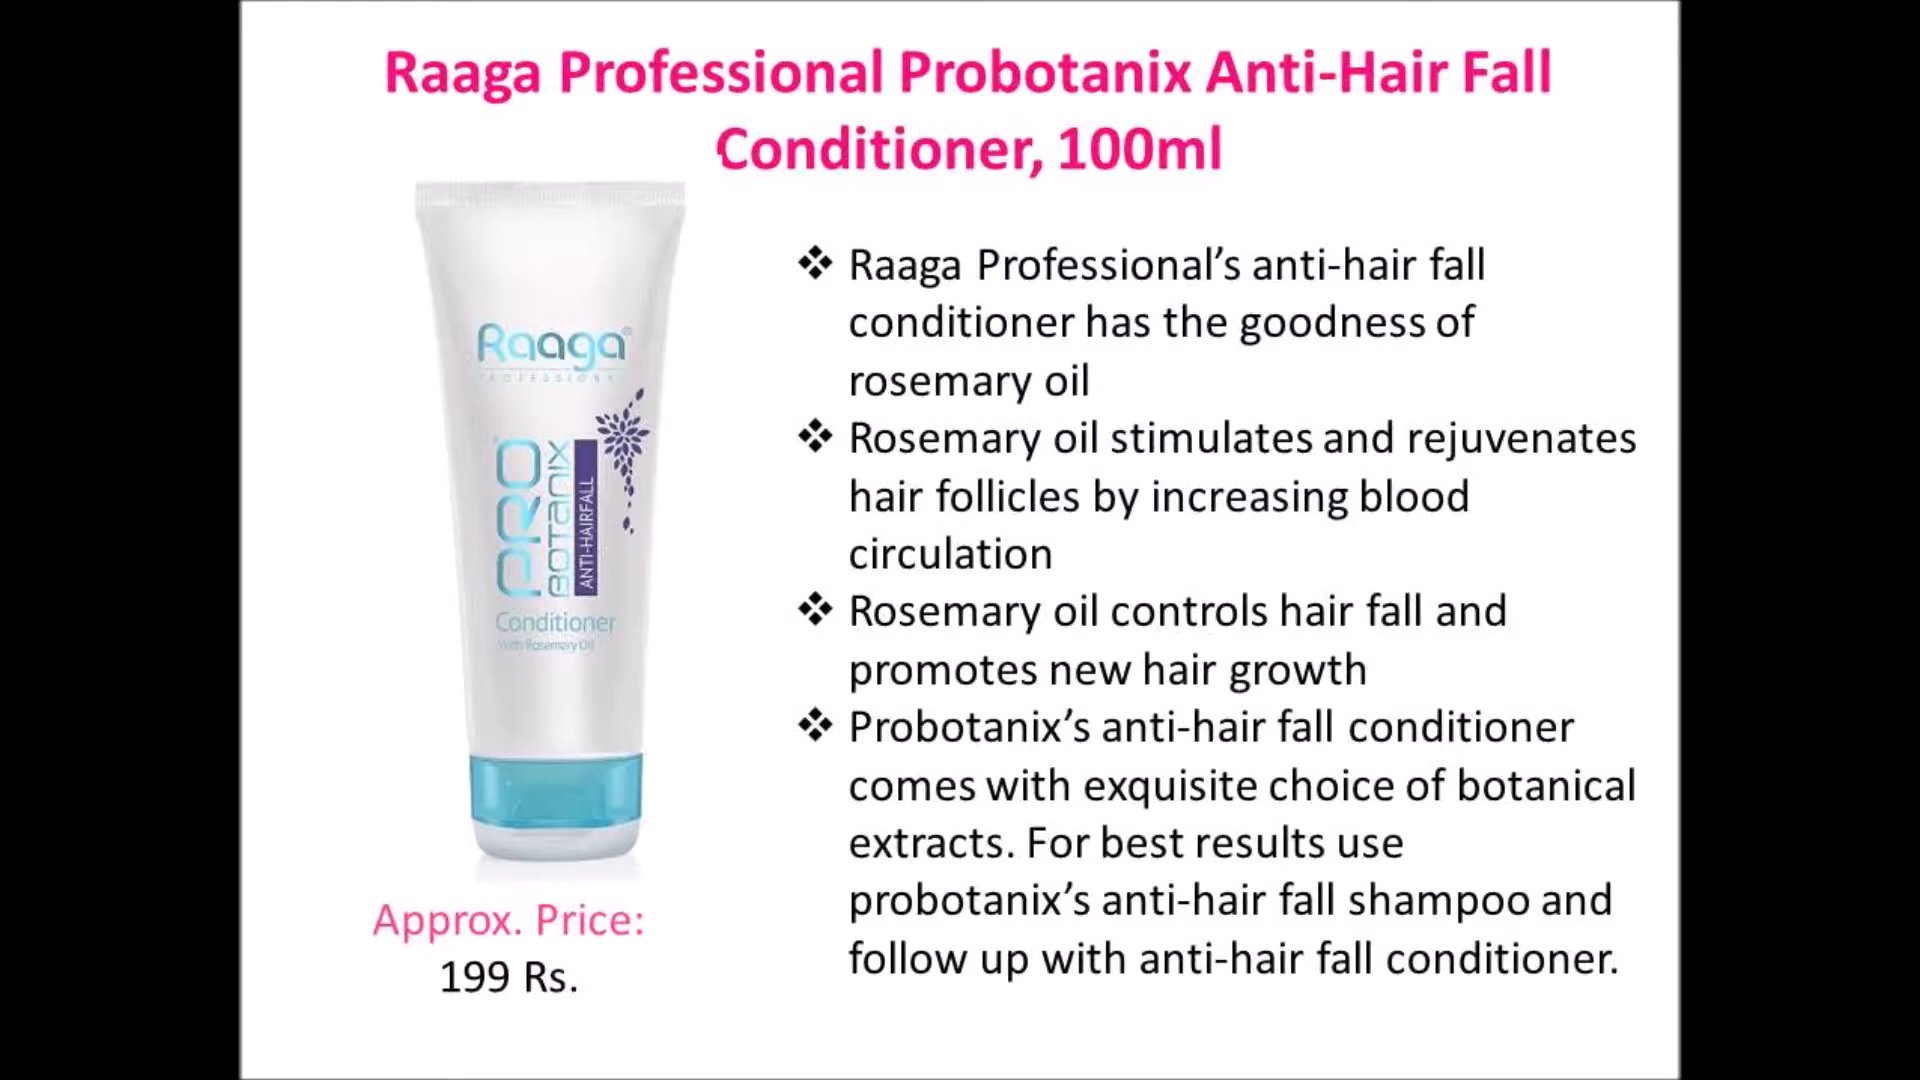 Raaga Professional Probotanix Anti-Hair Fall
Conditioner, 100ml
Raaga®
PROFESSIONAL
PRO
BOTANIX
ANTI-HAIRFALL
Conditioner
With Rosemary Oil
Approx. Price:
199 Rs.
❖ Raaga Professional’s anti-hair fall
conditioner has the goodness of
rosemary oil
❖ Rosemary oil stimulates and rejuvenates
hair follicles by increasing blood
circulation
❖ Rosemary oil controls hair fall and
promotes new hair growth
❖ Probotanix’s anti-hair fall conditioner
comes with exquisite choice of botanical
extracts. For best results use
probotanix’s anti-hair fall shampoo and
follow up with anti-hair fall conditioner.